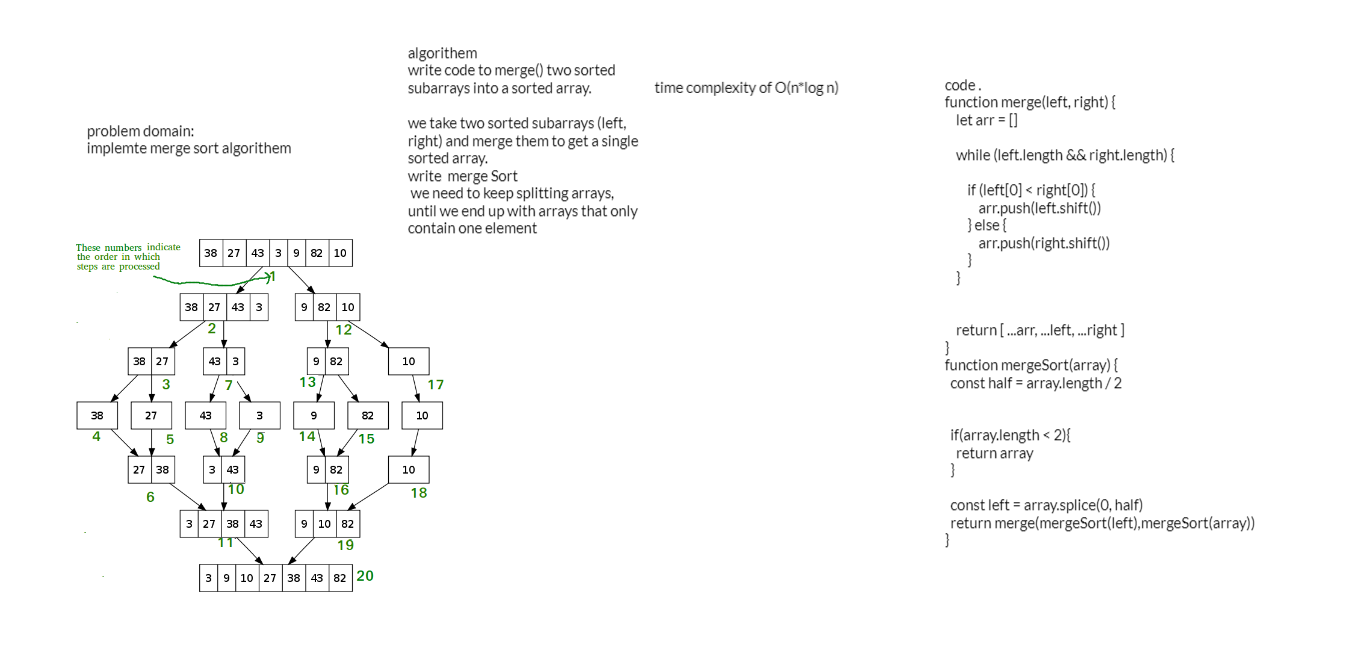 problem domain:
implemte merge sort algorithem
algorithem
write code to merge() two sorted
subarrays into a sorted array.
we take two sorted subarrays (left,
right) and merge them to get a single
sorted array.
write merge Sort
we need to keep splitting arrays,
until we end up with arrays that only
contain one element
time complexity of O(n*log n)
code .
function merge(left, right) {
let arr = []
while (left.length && right.length) {
if (left[0] < right[0]) {
arr.push(left.shift())
} else {
arr.push(right.shift())
}
}
return [ ...arr, ...left, ...right ]
}
function mergeSort(array) {
const half = array.length / 2
if(array.length < 2){
return array
}
const left = array.splice(0, half)
return merge(mergeSort(left),mergeSort(array))
}
These numbers indicate
the order in which
steps are processed
38 27 43 3 9 82 10
1
38 27 43 3 9 82 10
2 12
38 27 43 3 9 82 10
3 7 13 17
38 27 43 3 9 82 10
4 5 8 9 14 15
27 38 3 43 9 82 10
6 10 16 18
3 27 38 43 9 10 82
11 19
3 9 10 27 38 43 82 20